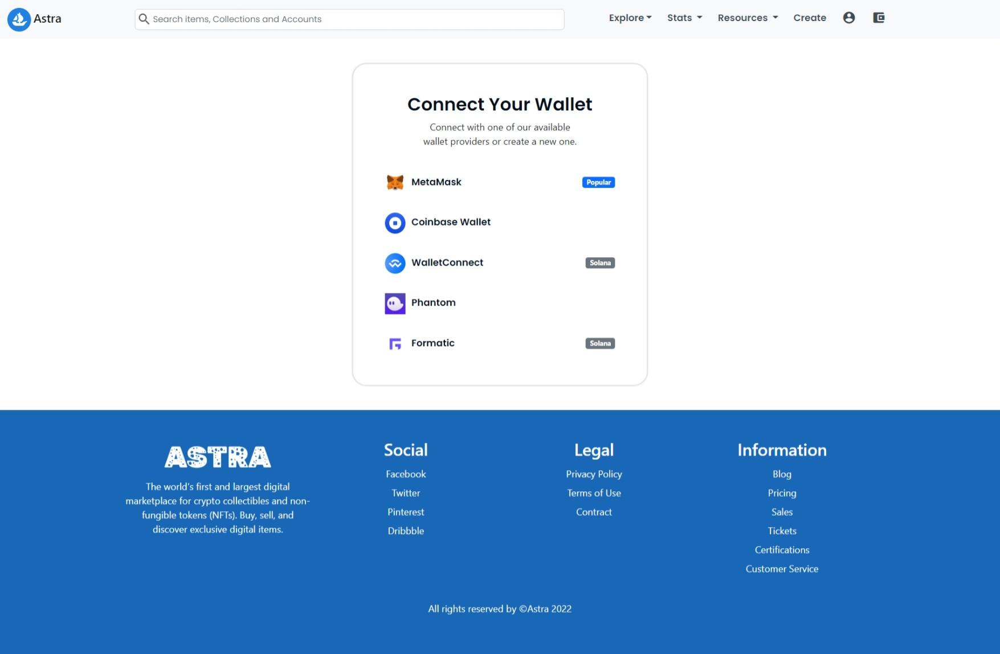 Astra
Search items, Collections and Accounts
Explore
Stats
Resources
Create
Connect Your Wallet
Connect with one of our available
wallet providers or create a new one.
MetaMask
Popular
Coinbase Wallet
WalletConnect
Solana
Phantom
Formatic
Solana
ASTRA
The world's first and largest digital
marketplace for crypto collectibles and non-
fungible tokens (NFTs). Buy, sell, and
discover exclusive digital items.
Social
Facebook
Twitter
Pinterest
Dribbble
Legal
Privacy Policy
Terms of Use
Contract
Information
Blog
Pricing
Sales
Tickets
Certifications
Customer Service
All rights reserved by ©Astra 2022